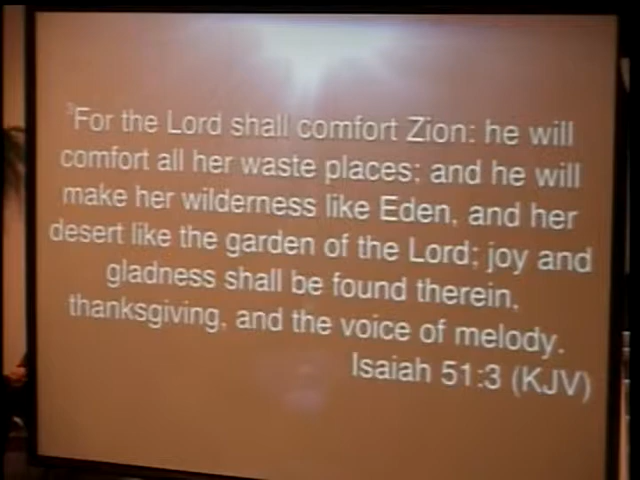 ³For the Lord shall comfort Zion: he will
comfort all her waste places; and he will
make her wilderness like Eden, and her
desert like the garden of the Lord; joy and
gladness shall be found therein,
thanksgiving, and the voice of melody.
Isaiah 51:3 (KJV)